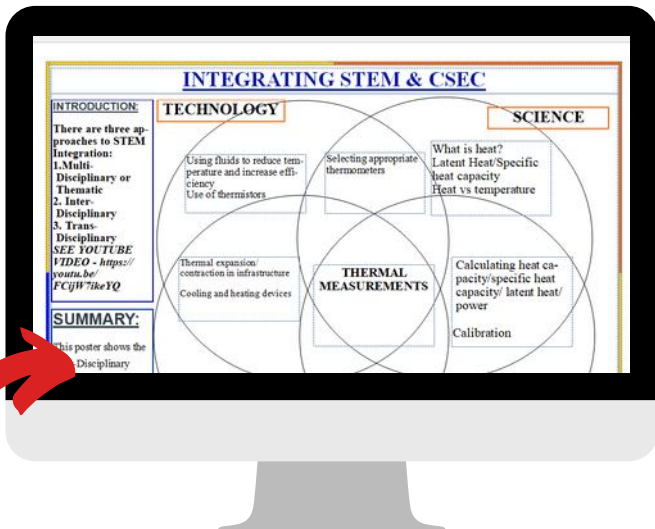 INTEGRATING STEM & CSEC
INTRODUCTION:
There are three ap-
proaches to STEM
Integration:
1.Multi-
Disciplinary or
Thematic
2. Inter-
Disciplinary
3. Trans-
Disciplinary
SEE YOUTUBE
VIDEO - https://
youtu.be/
FCijW7ikeYQ
SUMMARY:
This poster shows the
-Disciplinary
TECHNOLOGY
SCIENCE
Using fluids to reduce tem-
perature and increase effi-
ciency
Use of thermistors
Selecting appropriate
thermometers
What is heat?
Latent Heat/Specific
heat capacity
Heat vs temperature
Thermal expansion/
contraction in infrastructure
Cooling and heating devices
THERMAL
MEASUREMENTS
Calculating heat ca-
pacity/specific heat
capacity/ latent heat/
power
Calibration